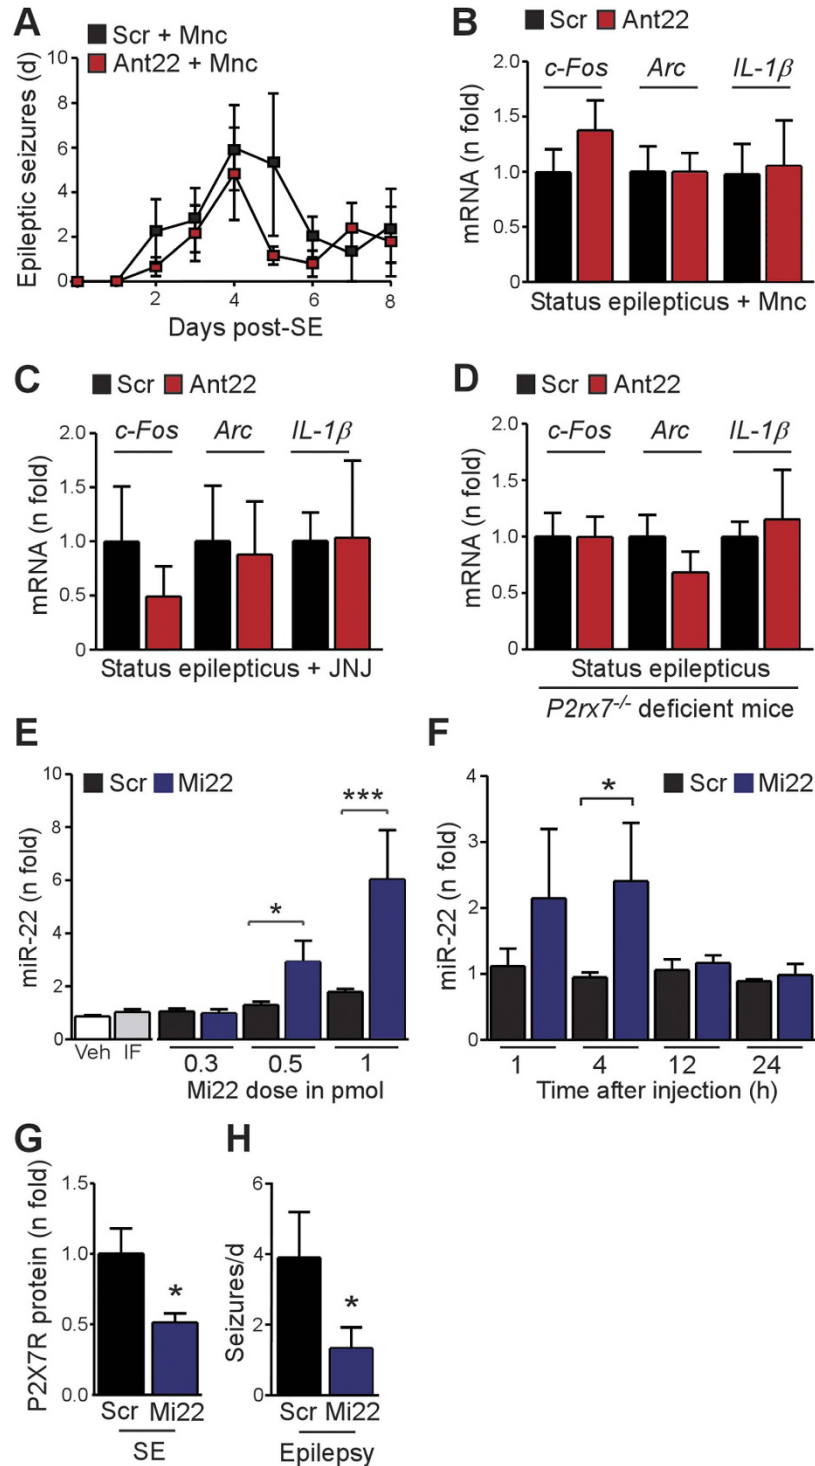 A
Scr + Mnc
Ant22 + Mnc
Epileptic seizures (d)
10
8
6
4
2
0
2 4 6 8
Days post-SE
B
Scr Ant22
mRNA (n fold)
2.0
1.5
1.0
0.5
0
c-Fos Arc IL-1β
Status epilepticus + Mnc
C
Scr Ant22
mRNA (n fold)
2.0
1.5
1.0
0.5
0
c-Fos Arc IL-1β
Status epilepticus + JNJ
D
Scr Ant22
mRNA (n fold)
2.0
1.5
1.0
0.5
0
c-Fos Arc IL-1β
Status epilepticus
P2rx7-/- deficient mice
E
Scr Mi22
miR-22 (n fold)
10
8
6
4
2
0
* ***
Veh IF 0.3 0.5 1
Mi22 dose in pmol
F
Scr Mi22
miR-22 (n fold)
4
3
2
1
0
*
1 4 12 24
Time after injection (h)
G
P2X7R protein (n fold)
1.5
1.0
0.5
0.0
*
Scr Mi22
SE
H
Seizures/d
6
4
2
0
*
Scr Mi22
Epilepsy